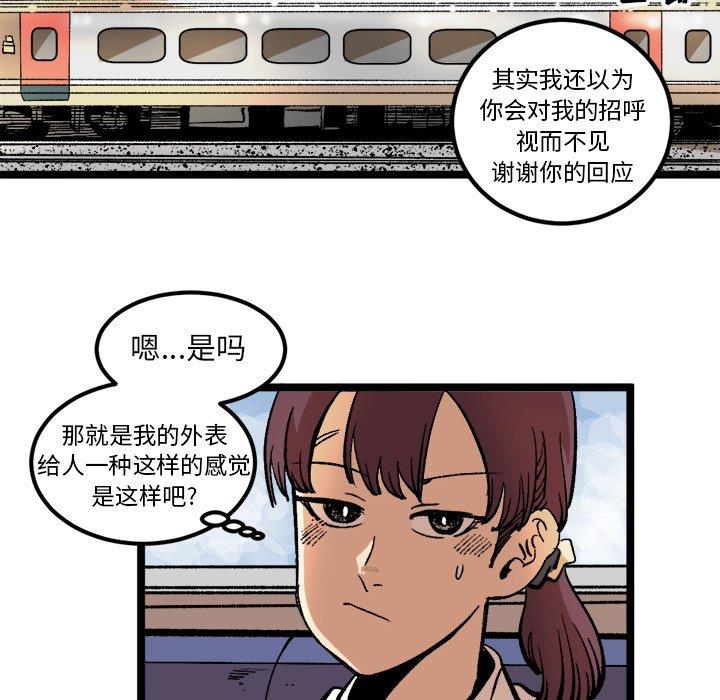 其实我还以为
你会对我的招呼
视而不见
谢谢你的回应
嗯...是吗
那就是我的外表
给人一种这样的感觉
是这样吧?